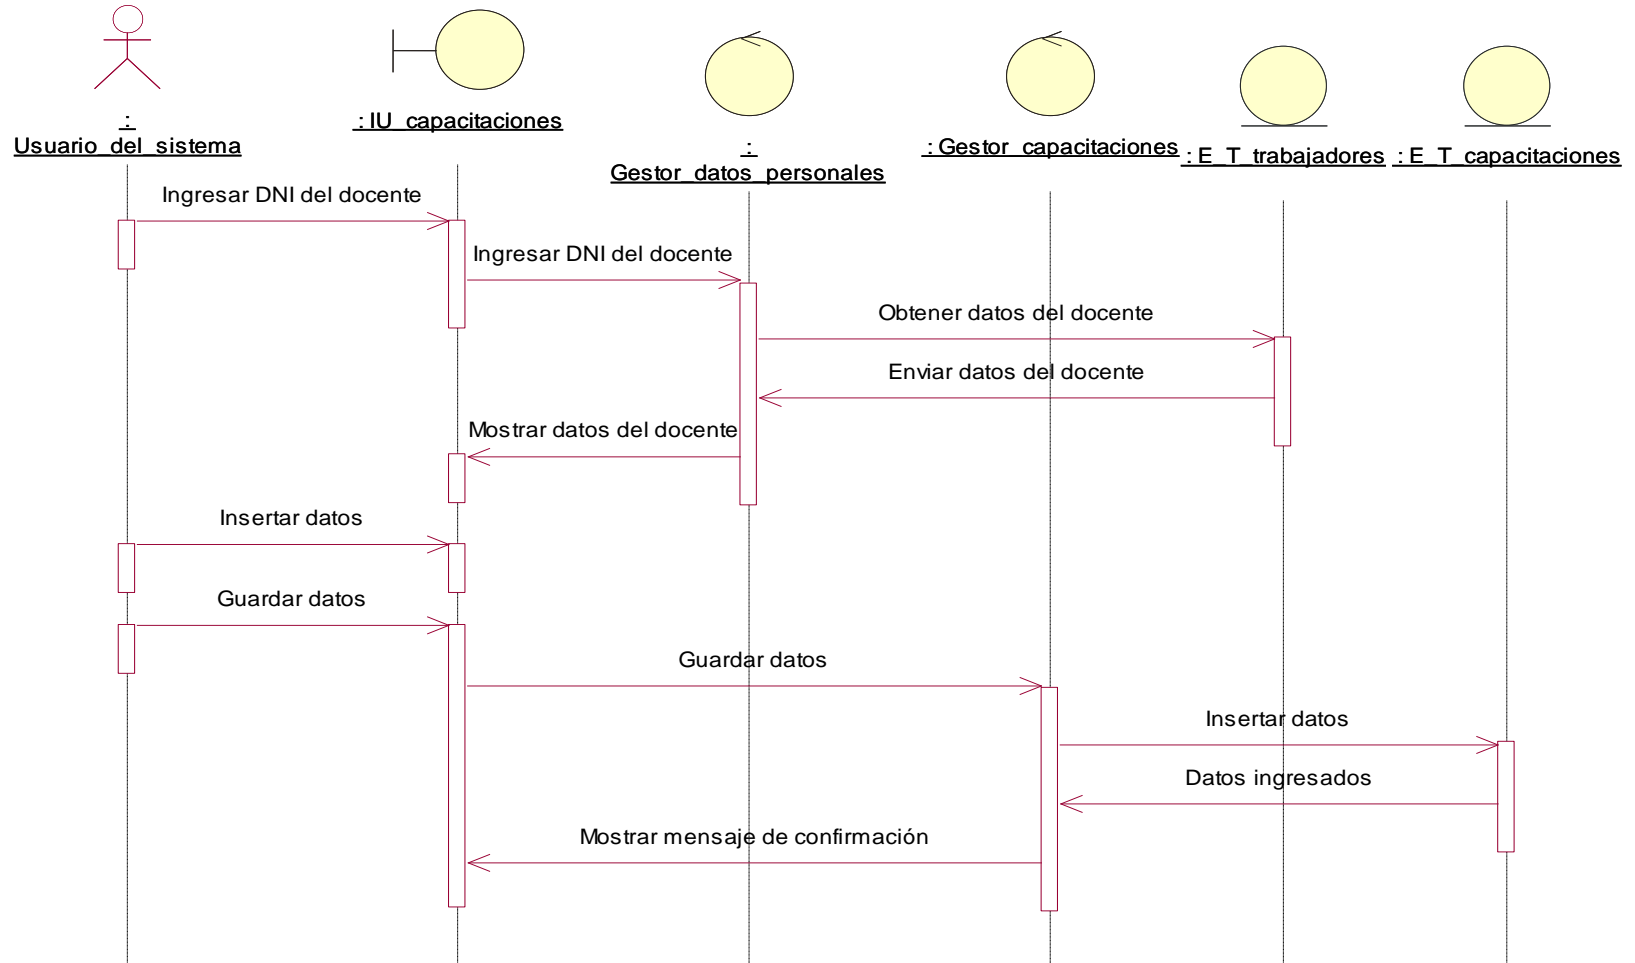 :
Usuario_del_sistema
: IU_capacitaciones
:
Gestor_datos_personales
: Gestor_capacitaciones
: E_T_trabajadores
: E_T_capacitaciones
Ingresar DNI del docente
Ingresar DNI del docente
Obtener datos del docente
Enviar datos del docente
Mostrar datos del docente
Insertar datos
Guardar datos
Guardar datos
Insertar datos
Datos ingresados
Mostrar mensaje de confirmación